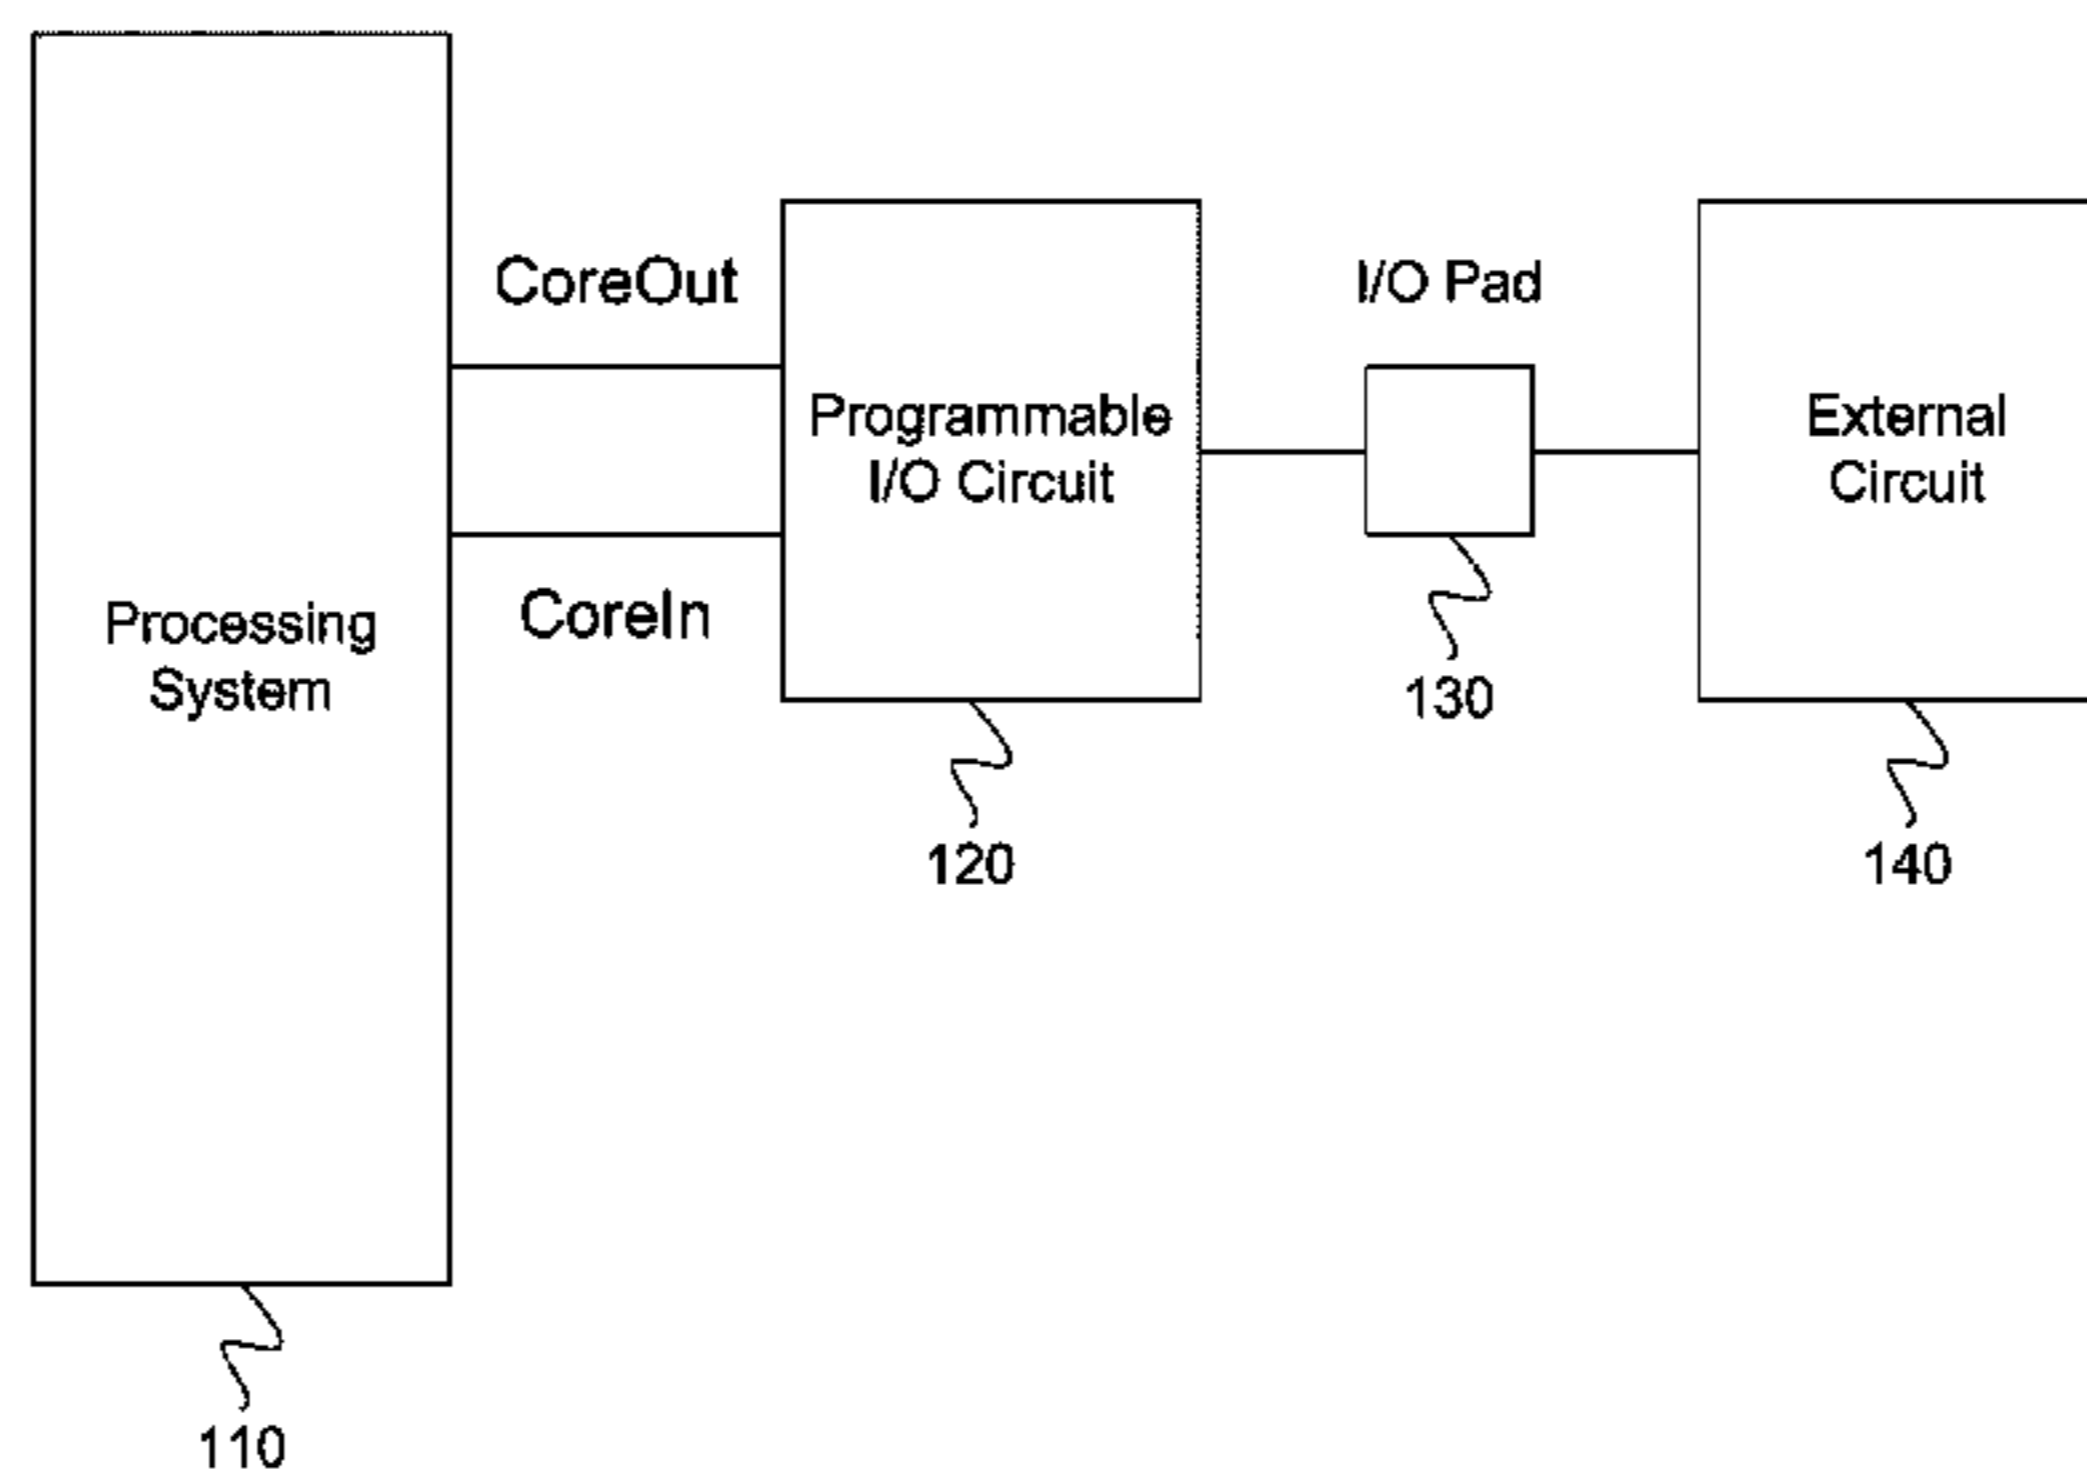 CoreOut
I/O Pad
Programmable
I/O Circuit
External
Circuit
Processing
System
CoreIn
130
120
140
110